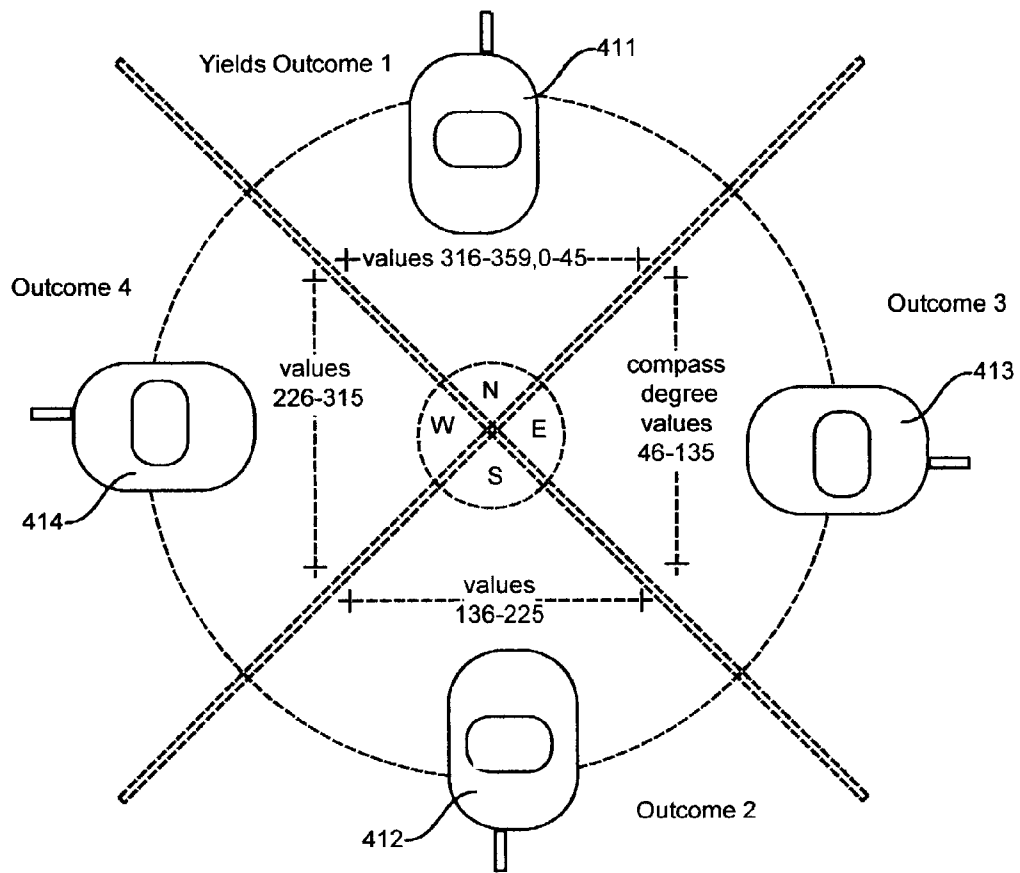 Yields Outcome 1
411
values 316-359,0-45
Outcome 4
Outcome 3
values
226-315
compass
degree
values
46-135
413
N
W
E
S
414
values
136-225
412
Outcome 2